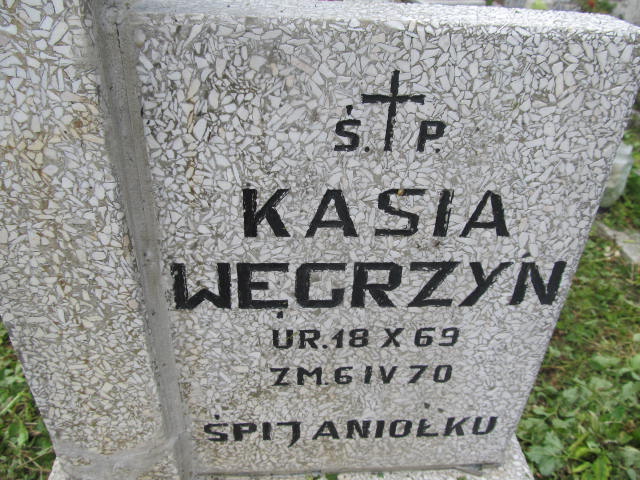 Ś. P.
KASIA
WĘGRZYN
UR. 18 X 69
ZM. 6 IV 70
ŚPIJ ANIOŁKU